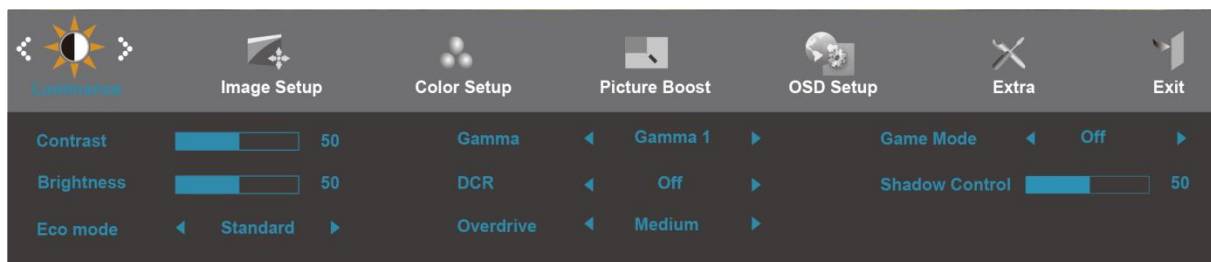 Luminance Image Setup Color Setup Picture Boost OSD Setup Extra Exit
Contrast 50 Gamma Gamma 1 Game Mode Off
Brightness 50 DCR Off Shadow Control 50
Eco mode Standard Overdrive Medium